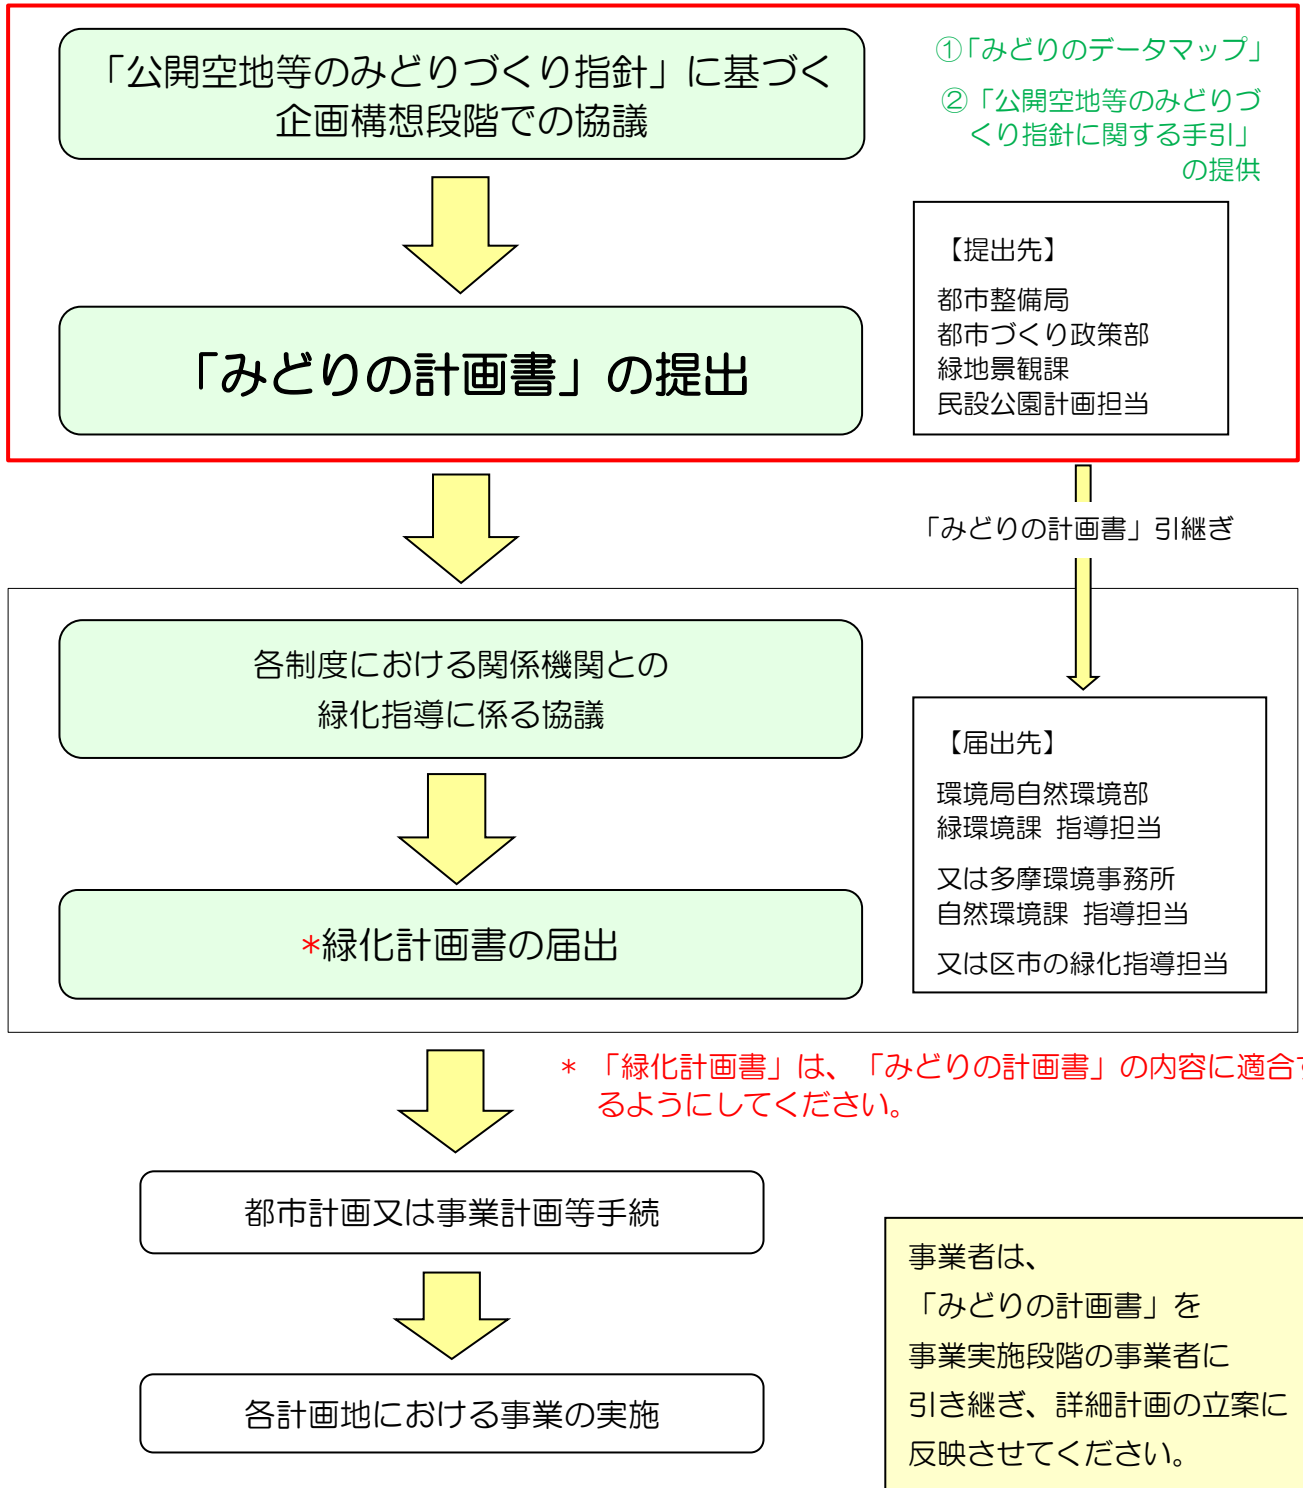 「公開空地等のみどりづくり指針」に基づく
企画構想段階での協議
①「みどりのデータマップ」
②「公開空地等のみどりづ
くり指針に関する手引」
の提供
「みどりの計画書」の提出
【提出先】
都市整備局
都市づくり政策部
緑地景観課
民設公園計画担当
「みどりの計画書」引継ぎ
各制度における関係機関との
緑化指導に係る協議
*緑化計画書の届出
【届出先】
環境局自然環境部
緑環境課 指導担当
又は多摩環境事務所
自然環境課 指導担当
又は区市の緑化指導担当
* 「緑化計画書」は、「みどりの計画書」の内容に適合す
るようにしてください。
都市計画又は事業計画等手続
各計画地における事業の実施
事業者は、
「みどりの計画書」を
事業実施段階の事業者に
引き継ぎ、詳細計画の立案に
反映させてください。